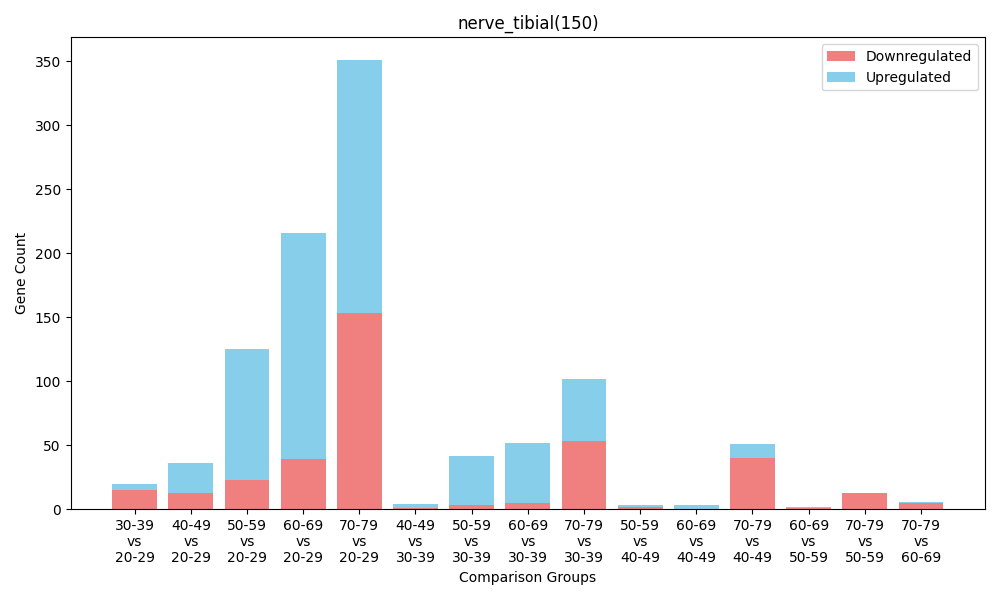 nerve_tibial(150)
Downregulated
Upregulated
Gene Count
350
300
250
200
150
100
50
0
30-39
vs
20-29
40-49
vs
20-29
50-59
vs
20-29
60-69
vs
20-29
70-79
vs
20-29
40-49
vs
30-39
50-59
vs
30-39
60-69
vs
30-39
70-79
vs
30-39
50-59
vs
40-49
60-69
vs
40-49
70-79
vs
40-49
60-69
vs
50-59
70-79
vs
50-59
70-79
vs
60-69
Comparison Groups